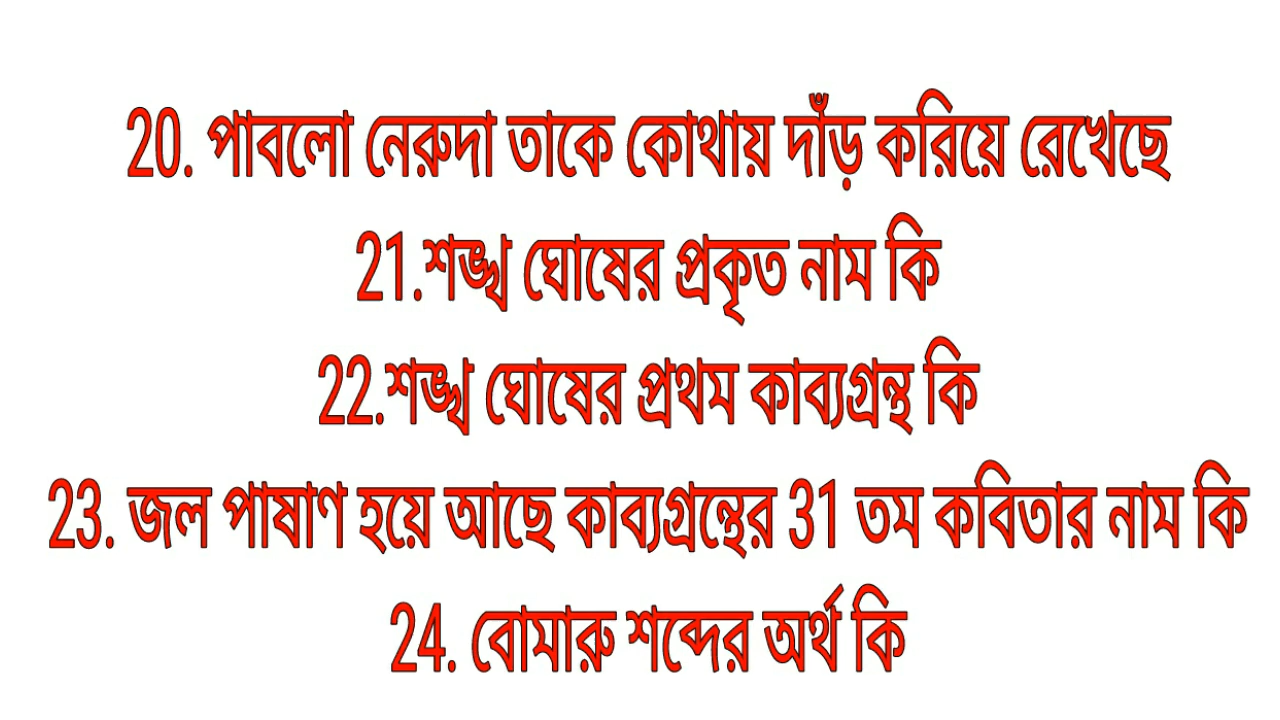 20. পাবলো নেরুদা তাকে কোথায় দাঁড় করিয়ে রেখেছে
21.শঙ্খ ঘোষের প্রকৃত নাম কি
22.শঙ্খ ঘোষের প্রথম কাব্যগ্রন্থ কি
23. জল পাষাণ হয়ে আছে কাব্যগ্রন্থের 31 তম কবিতার নাম কি
24. বোমারু শব্দের অর্থ কি